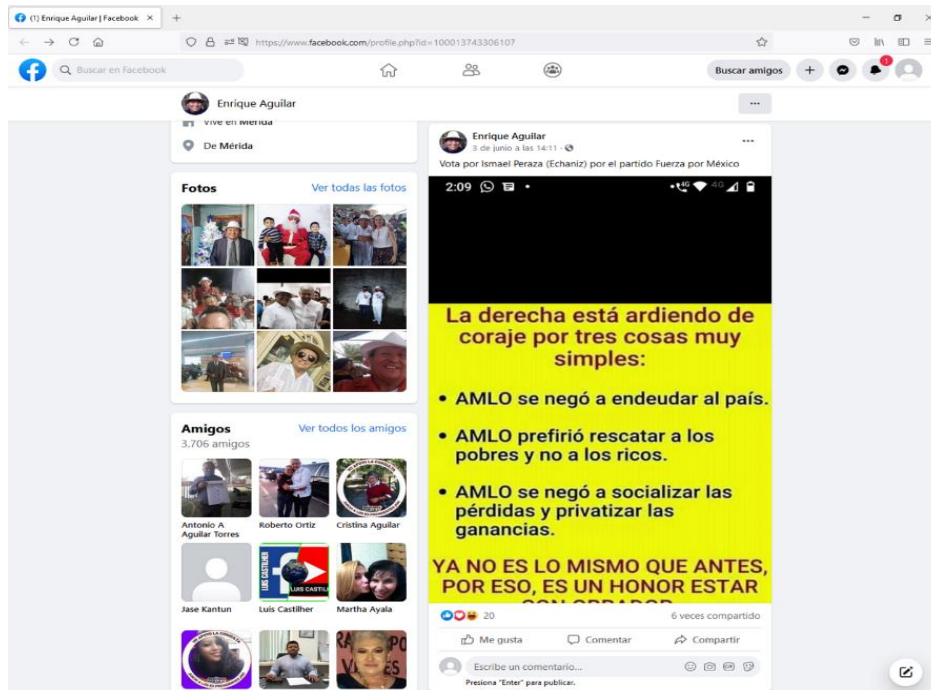 (1) Enrique Aguilar | Facebook
https://www.facebook.com/profile.php?id=100013743306107
Buscar en Facebook
Buscar amigos
1
Enrique Aguilar
Vive en Mérida
De Mérida
Fotos
Ver todas las fotos
Amigos
Ver todos los amigos
3,706 amigos
Antonio A
Aguilar Torres
Roberto Ortiz
Cristina Aguilar
LUIS CASTILHER
Jase Kantun
Luis Castilher
Martha Ayala
Enrique Aguilar
3 de junio a las 14:11
Vota por Ismael Peraza (Echaniz) por el partido Fuerza por México
2:09
4G
4G
La derecha está ardiendo de
coraje por tres cosas muy
simples:
• AMLO se negó a endeudar al país.
• AMLO prefirió rescatar a los
pobres y no a los ricos.
• AMLO se negó a socializar las
pérdidas y privatizar las
ganancias.
YA NO ES LO MISMO QUE ANTES,
POR ESO, ES UN HONOR ESTAR
CON OBRADOR
20
6 veces compartido
Me gusta
Comentar
Compartir
Escribe un comentario...
Presiona "Enter" para publicar.